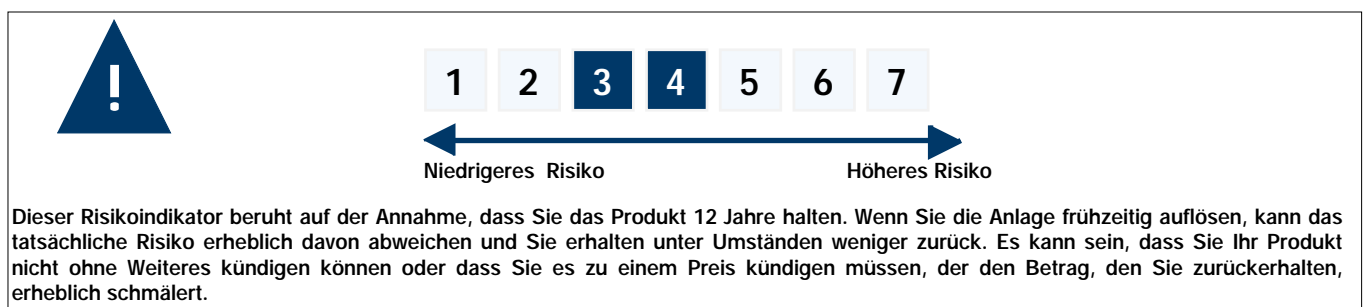 !
1 2 3 4 5 6 7
Niedrigeres Risiko Höheres Risiko
Dieser Risikoindikator beruht auf der Annahme, dass Sie das Produkt 12 Jahre halten. Wenn Sie die Anlage frühzeitig auflösen, kann das
tatsächliche Risiko erheblich davon abweichen und Sie erhalten unter Umständen weniger zurück. Es kann sein, dass Sie Ihr Produkt
nicht ohne Weiteres kündigen können oder dass Sie es zu einem Preis kündigen müssen, der den Betrag, den Sie zurückerhalten,
erheblich schmälert.